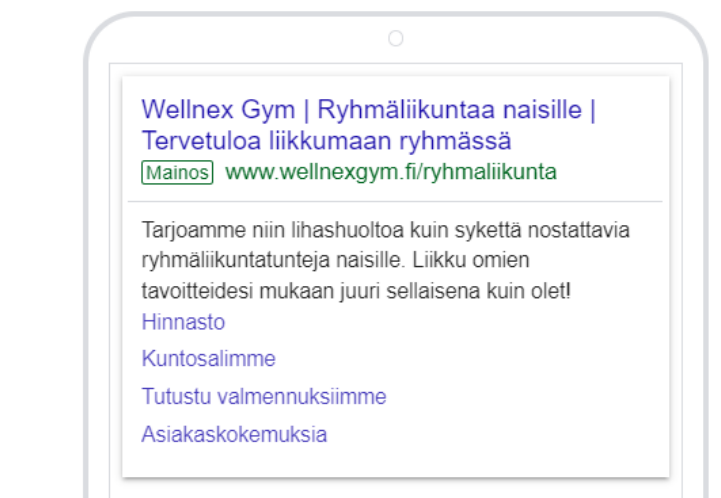 Wellnex Gym | Ryhmäliikuntaa naisille |
Tervetuloa liikkumaan ryhmässä
Mainos www.wellnexgym.fi/ryhmaliikunta
Tarjoamme niin lihashuoltoa kuin sykettä nostattavia
ryhmäliikuntatunteja naisille. Liikku omien
tavoitteidesi mukaan juuri sellaisena kuin olet!
Hinnasto
Kuntosalimme
Tutustu valmennuksiimme
Asiakaskokemuksia